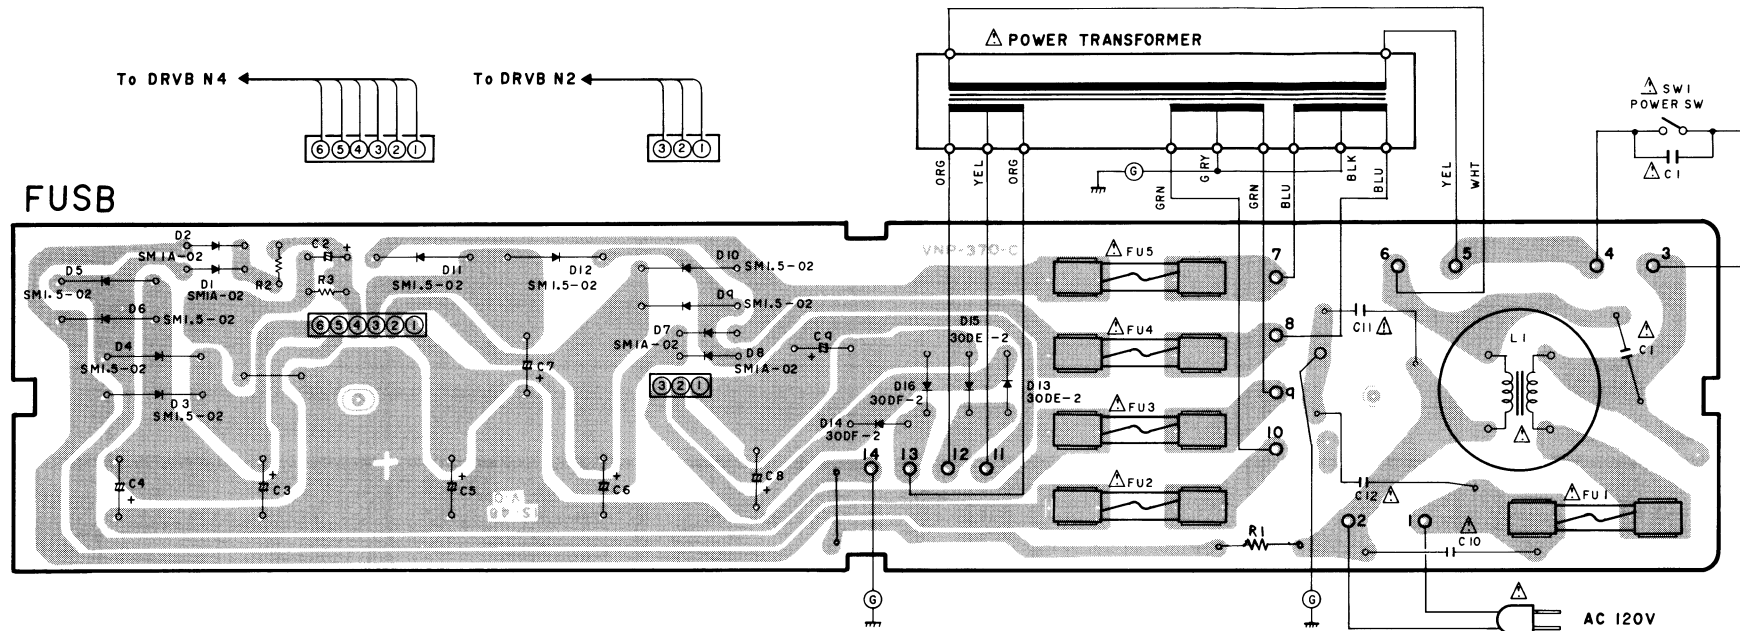 POWER TRANSFORMER
To DRVB N4
To DRVB N2
SW1
POWER SW
C1
6 5 4 3 2 1
3 2 1
ORG
YEL
ORG
GRN
GRY
GRN
BLU
BLK
BLU
YEL
WHT
G
FUSB
VNP-370-C
D2
SM1A-02
D1
SM1A-02
D5
SM1.5-02
D6
SM1.5-02
D4
SM1.5-02
D3
SM1.5-02
R2
C2
+
R3
D11
SM1.5-02
D12
SM1.5-02
D10
SM1.5-02
D9
SM1.5-02
D7
SM1A-02
D8
SM1A-02
C9
+
6 5 4 3 2 1
C7
+
3 2 1
D15
30DE-2
D16
30DF-2
D13
30DE-2
D14
30DF-2
C4
+
C3
+
C5
+
C6
+
C8
+
14
13
12
11
FU5
FU4
FU3
FU2
7
8
9
10
6
5
4
3
C11
L1
C1
C12
FU1
2
1
C10
R1
G
G
AC 120V